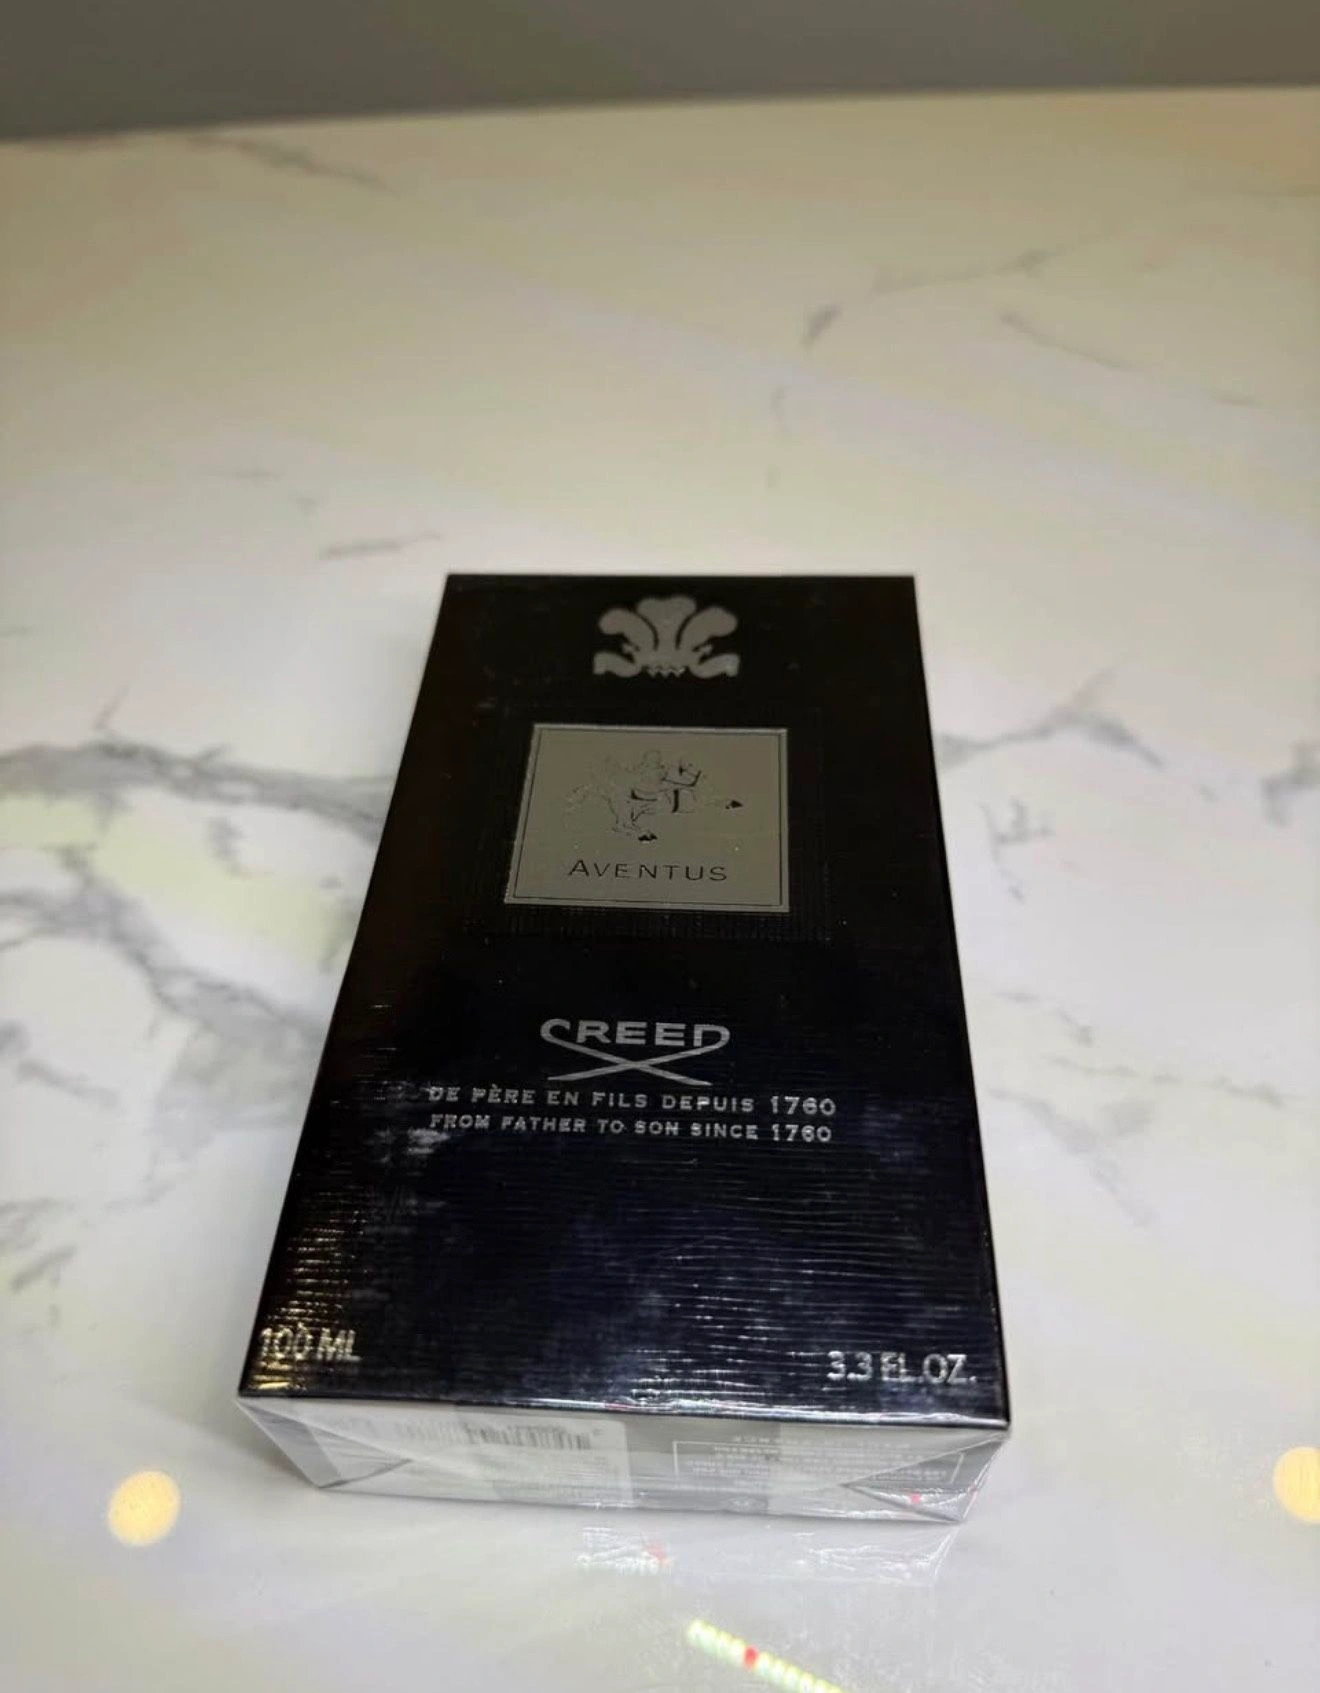 AVENTUS
CREED
DE PÈRE EN FILS DEPUIS 1760
FROM FATHER TO SON SINCE 1760
100 ML
3.3 FL.OZ.